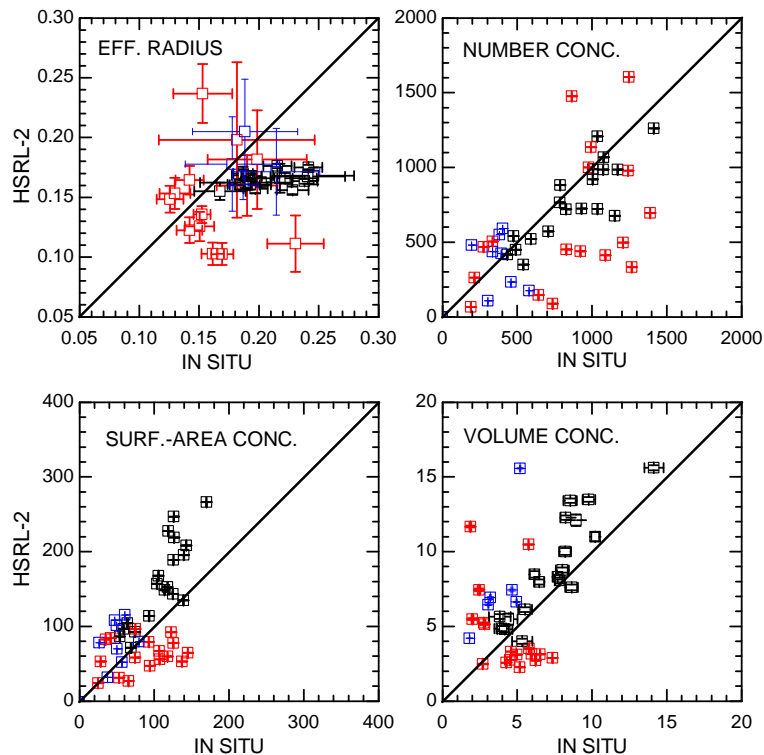 EFF. RADIUS
HSRL-2
0.30
0.25
0.20
0.15
0.10
0.05
0.05 0.10 0.15 0.20 0.25 0.30
IN SITU
NUMBER CONC.
2000
1500
1000
500
0
0 500 1000 1500 2000
IN SITU
SURF.-AREA CONC.
HSRL-2
400
300
200
100
0
0 100 200 300 400
IN SITU
VOLUME CONC.
20
15
10
5
0
0 5 10 15 20
IN SITU